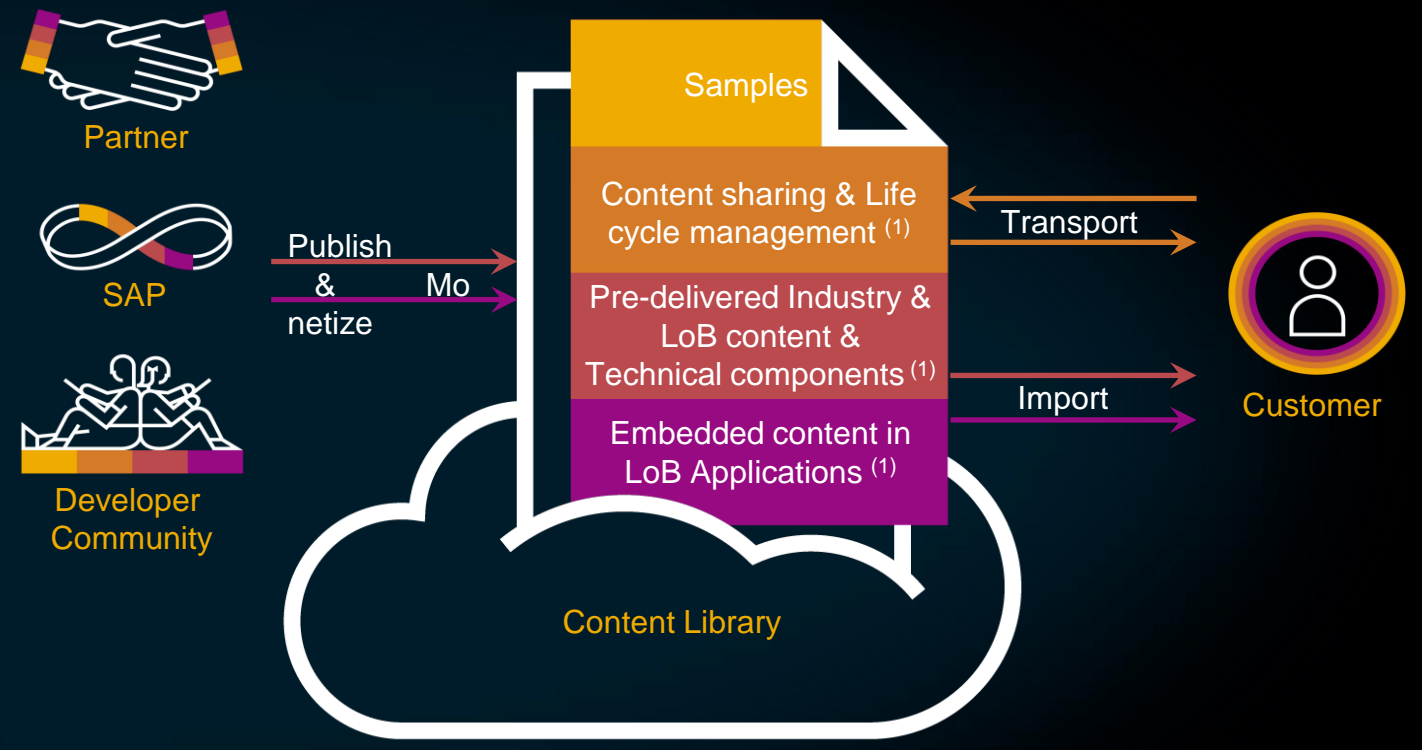 Partner
SAP
Developer
Community
Publish
& Mo
netize
Samples
Content sharing & Life
cycle management (1)
Pre-delivered Industry &
LoB content &
Technical components (1)
Embedded content in
LoB Applications (1)
Content Library
Transport
Import
Customer